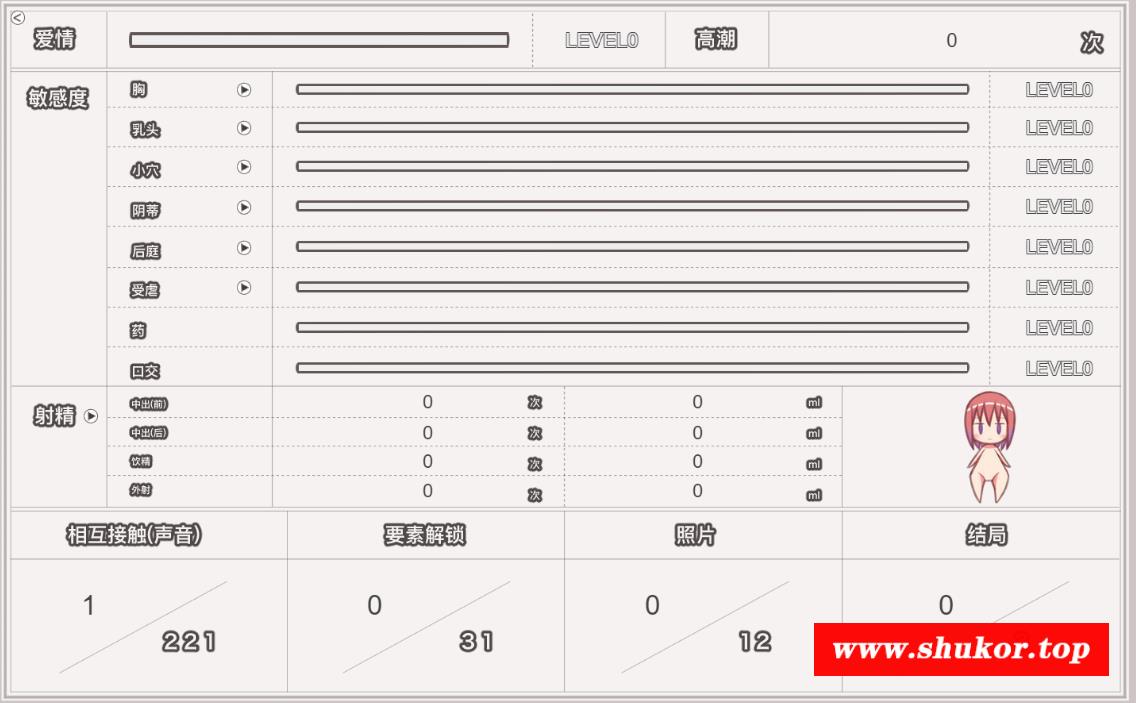 爱情 LEVEL0 高潮 0 次
敏感度 胸 LEVEL0
乳头 LEVEL0
小穴 LEVEL0
阴蒂 LEVEL0
后庭 LEVEL0
受虐 LEVEL0
药 LEVEL0
口交 LEVEL0
射精 中出(前) 0 次 0 ml
中出(后) 0 次 0 ml
饮精 0 次 0 ml
外射 0 次 0 ml
相互接触(声音) 要素解锁 照片 结局
1 0 0 0
221 31 12
www.shukor.top